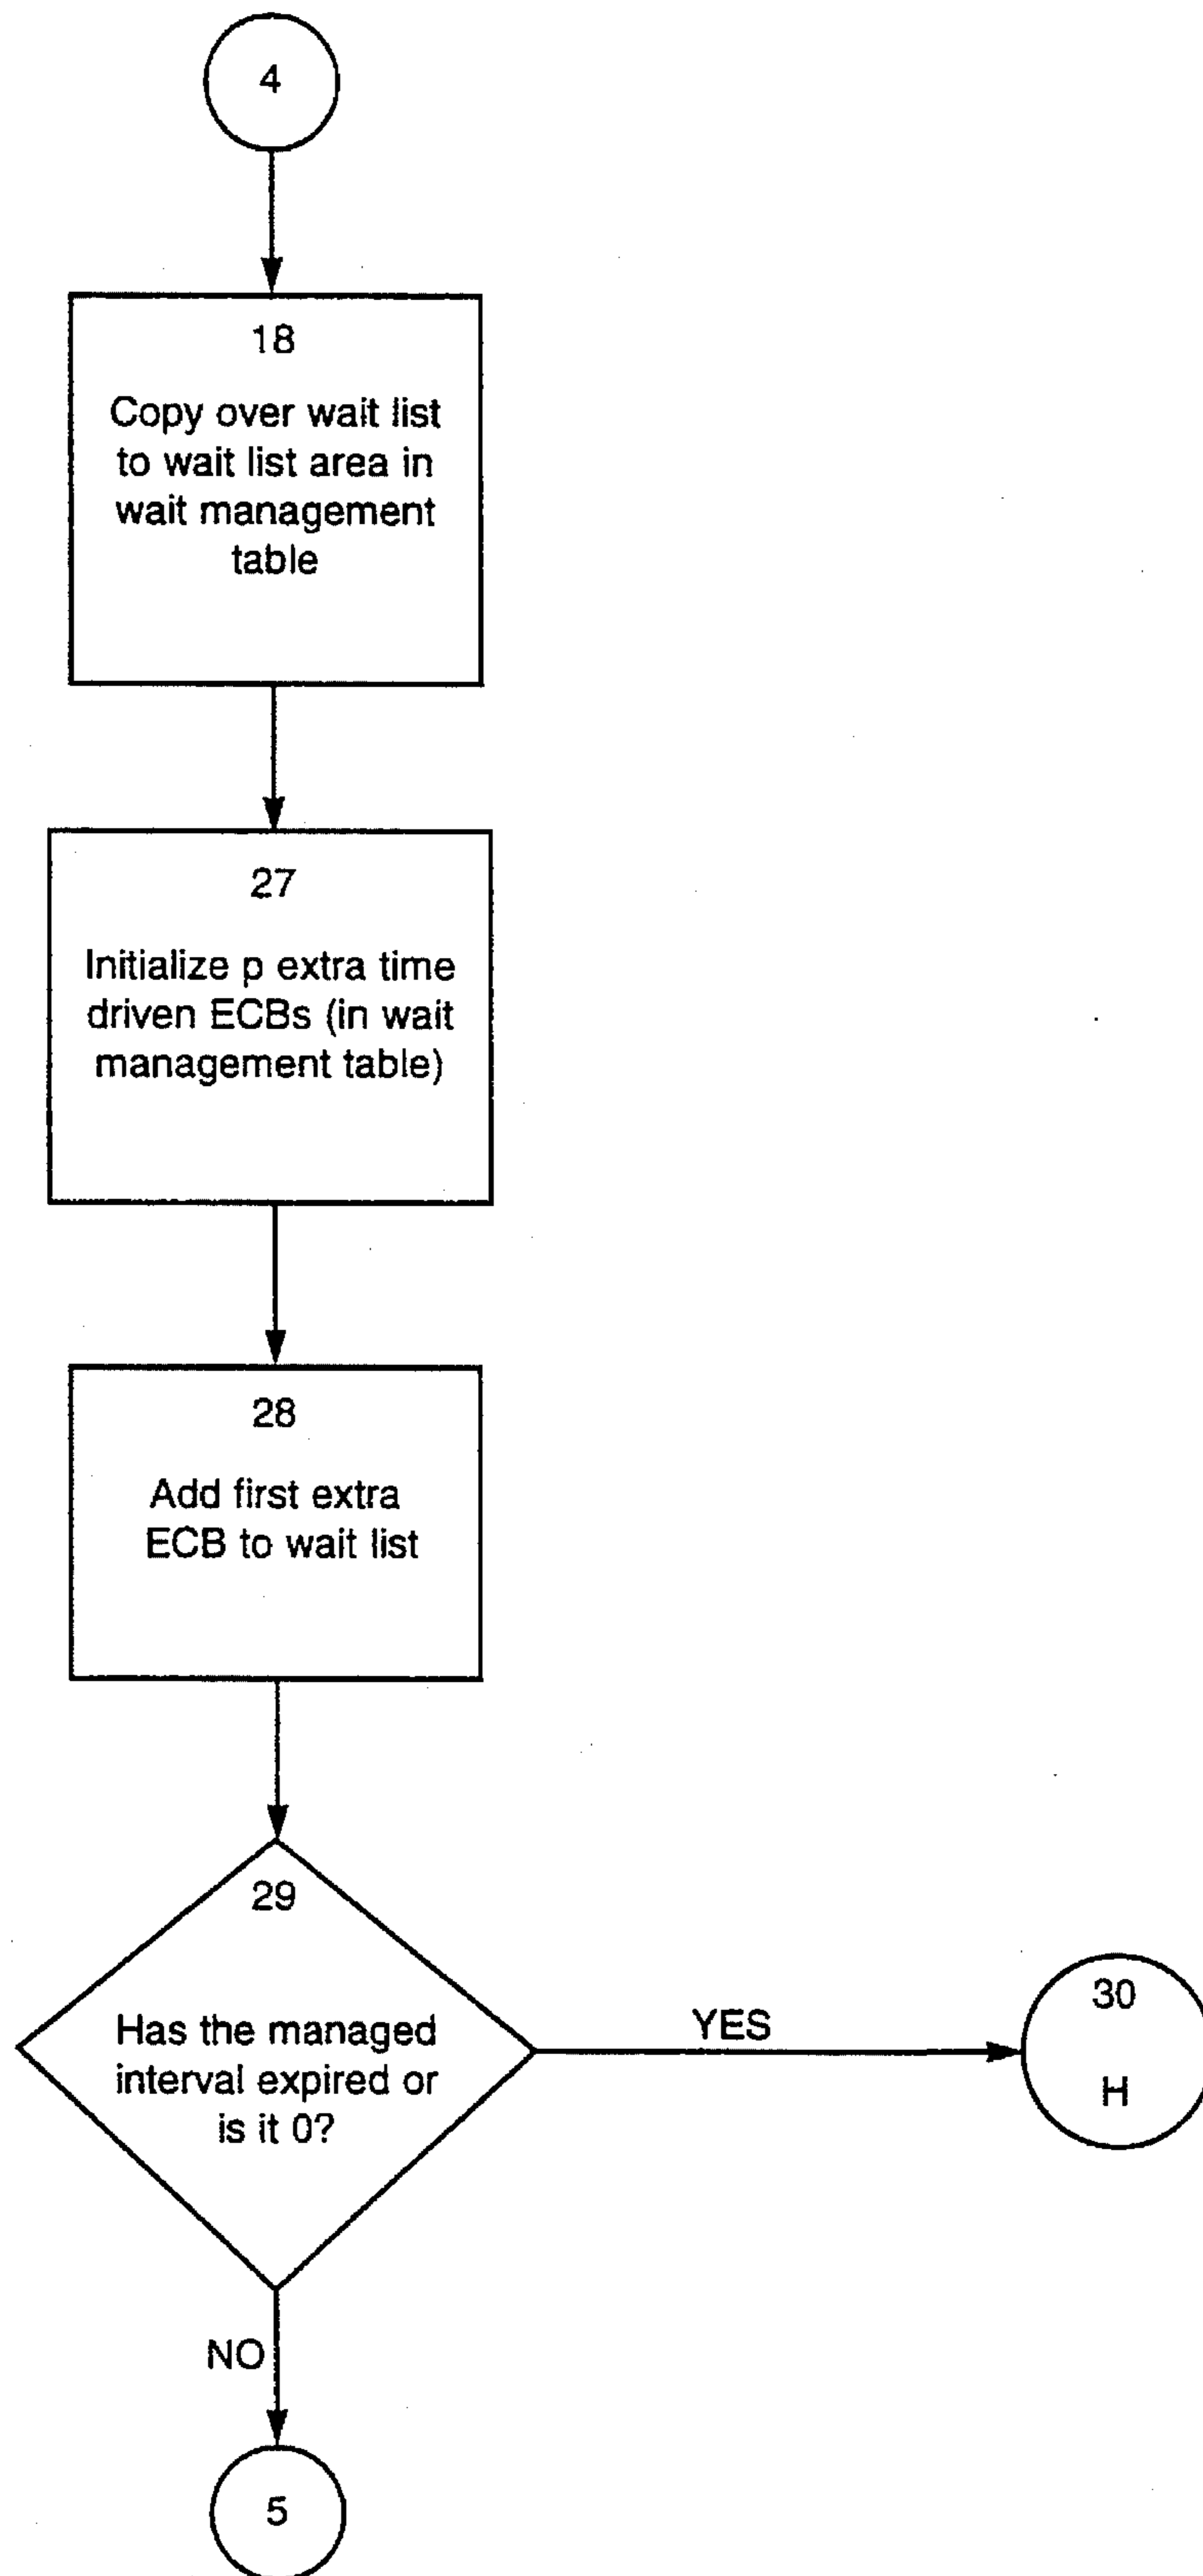 4
18
Copy over wait list
to wait list area in
wait management
table
27
Initialize p extra time
driven ECBs (in wait
management table)
28
Add first extra
ECB to wait list
29
Has the managed
interval expired or
is it 0?
YES
30
H
NO
5